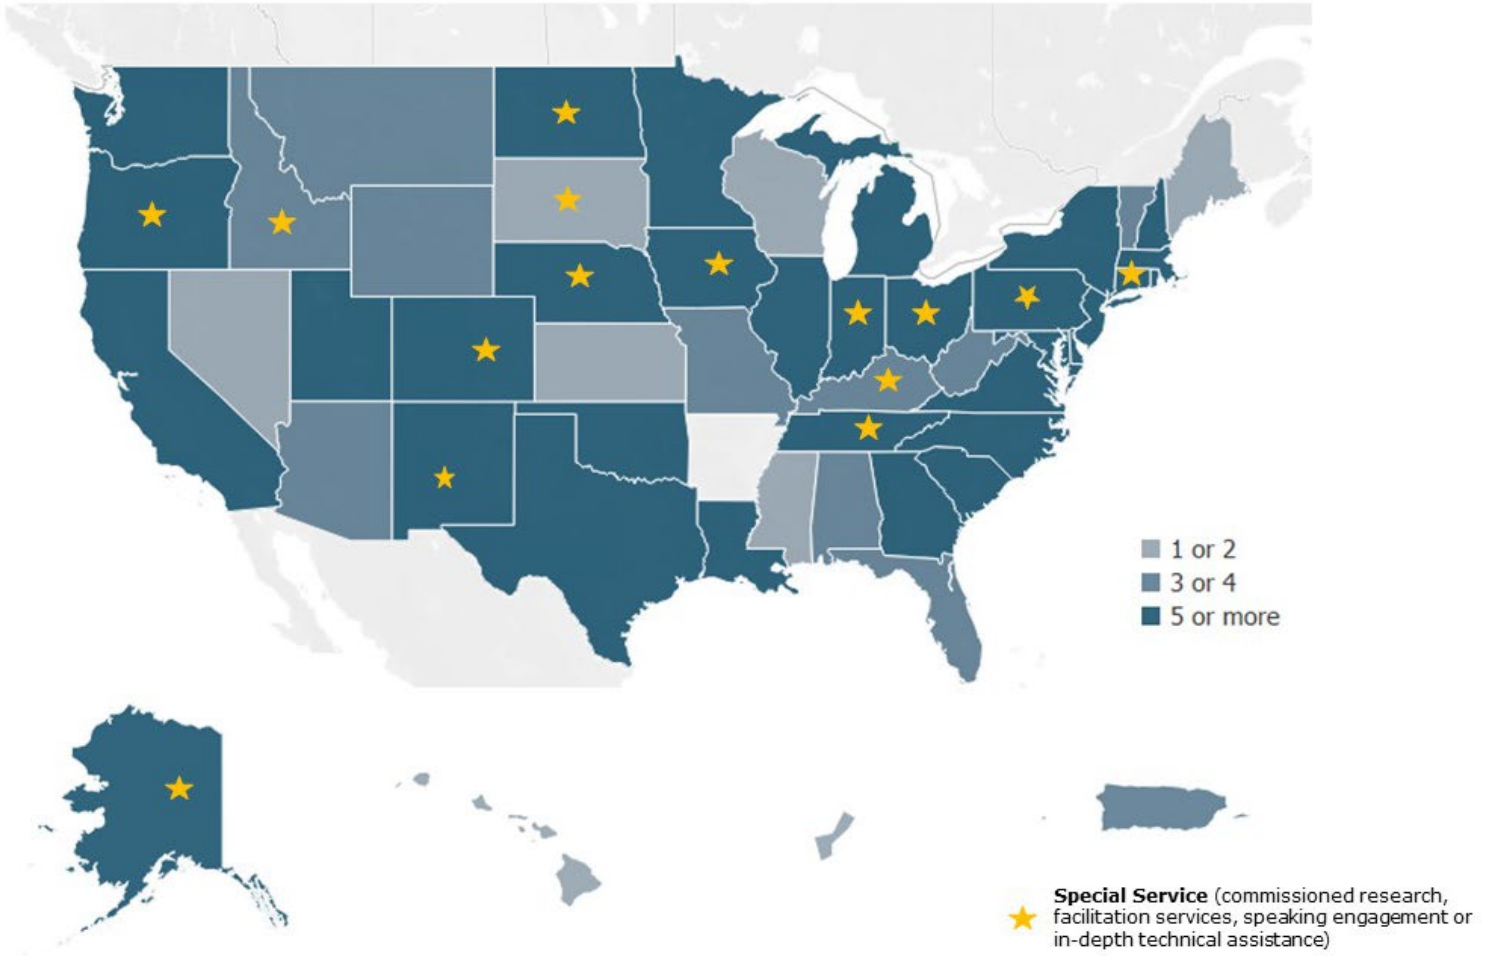 1 or 2
3 or 4
5 or more
Special Service (commissioned research,
facilitation services, speaking engagement or
in-depth technical assistance)